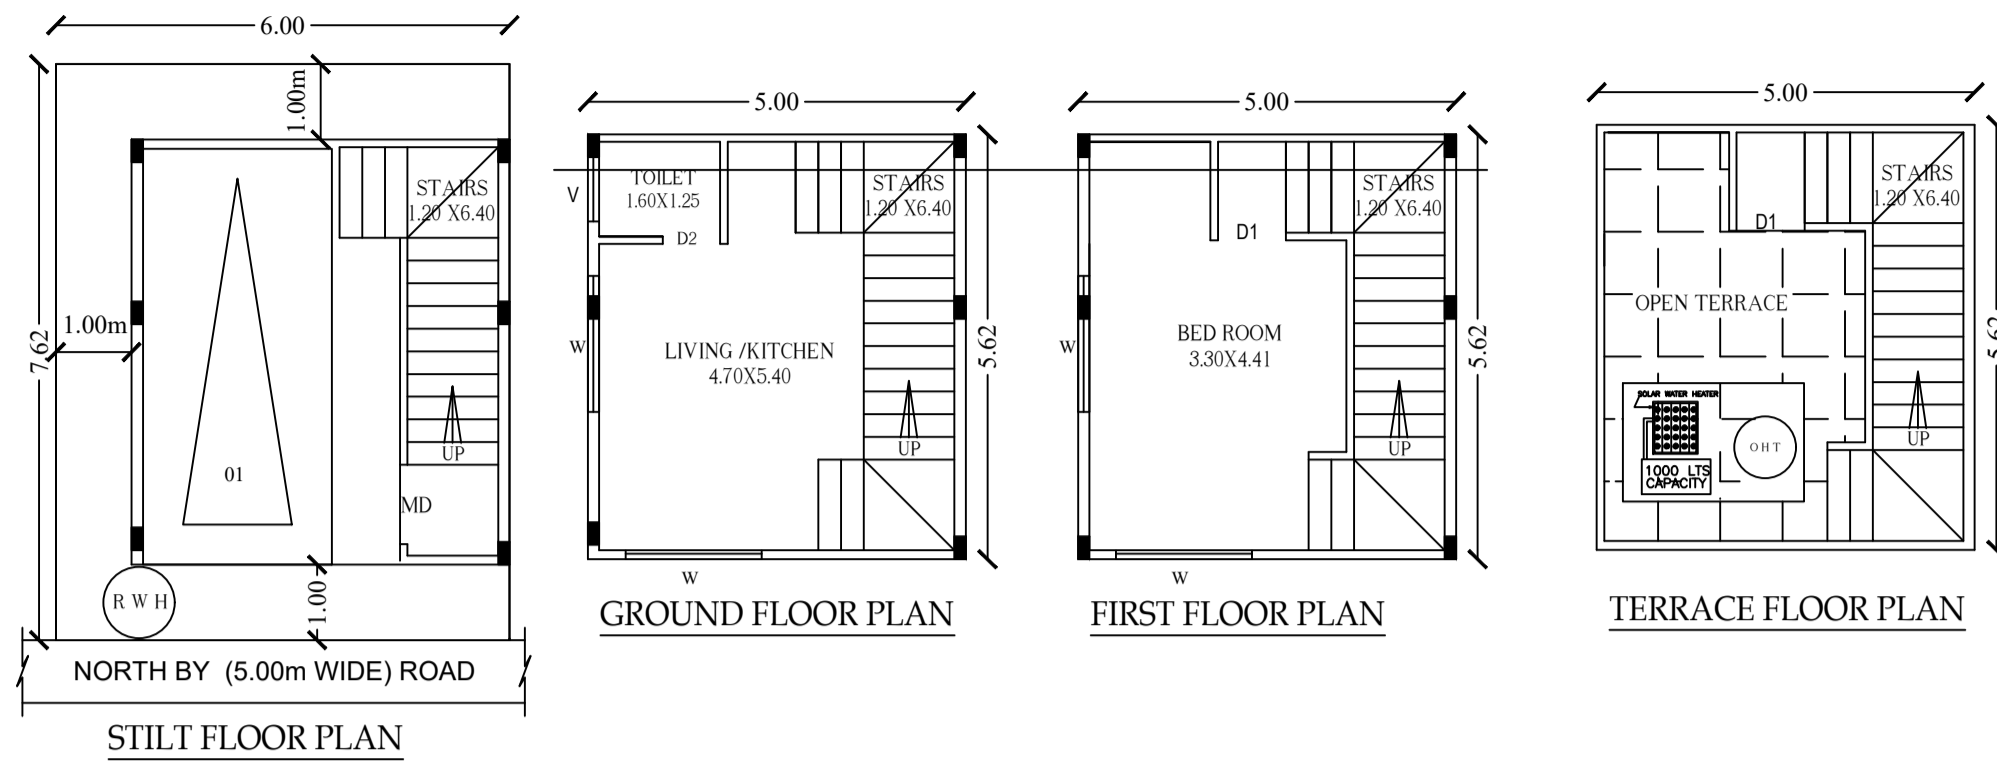 6.00
1.00m
STAIRS
1.20 X6.40
7.62
1.00m
UP
01
MD
R W H
1.00
NORTH BY (5.00m WIDE) ROAD
STILT FLOOR PLAN
5.00
TOILET
1.60X1.25
V
D2
STAIRS
1.20 X6.40
W
LIVING /KITCHEN
4.70X5.40
5.62
UP
W
GROUND FLOOR PLAN
5.00
STAIRS
1.20 X6.40
D1
W
BED ROOM
3.30X4.41
5.62
UP
W
FIRST FLOOR PLAN
5.00
STAIRS
1.20 X6.40
D1
OPEN TERRACE
5.62
SOLAR WATER HEATER
OHT
UP
1000 LTS
CAPACITY
TERRACE FLOOR PLAN